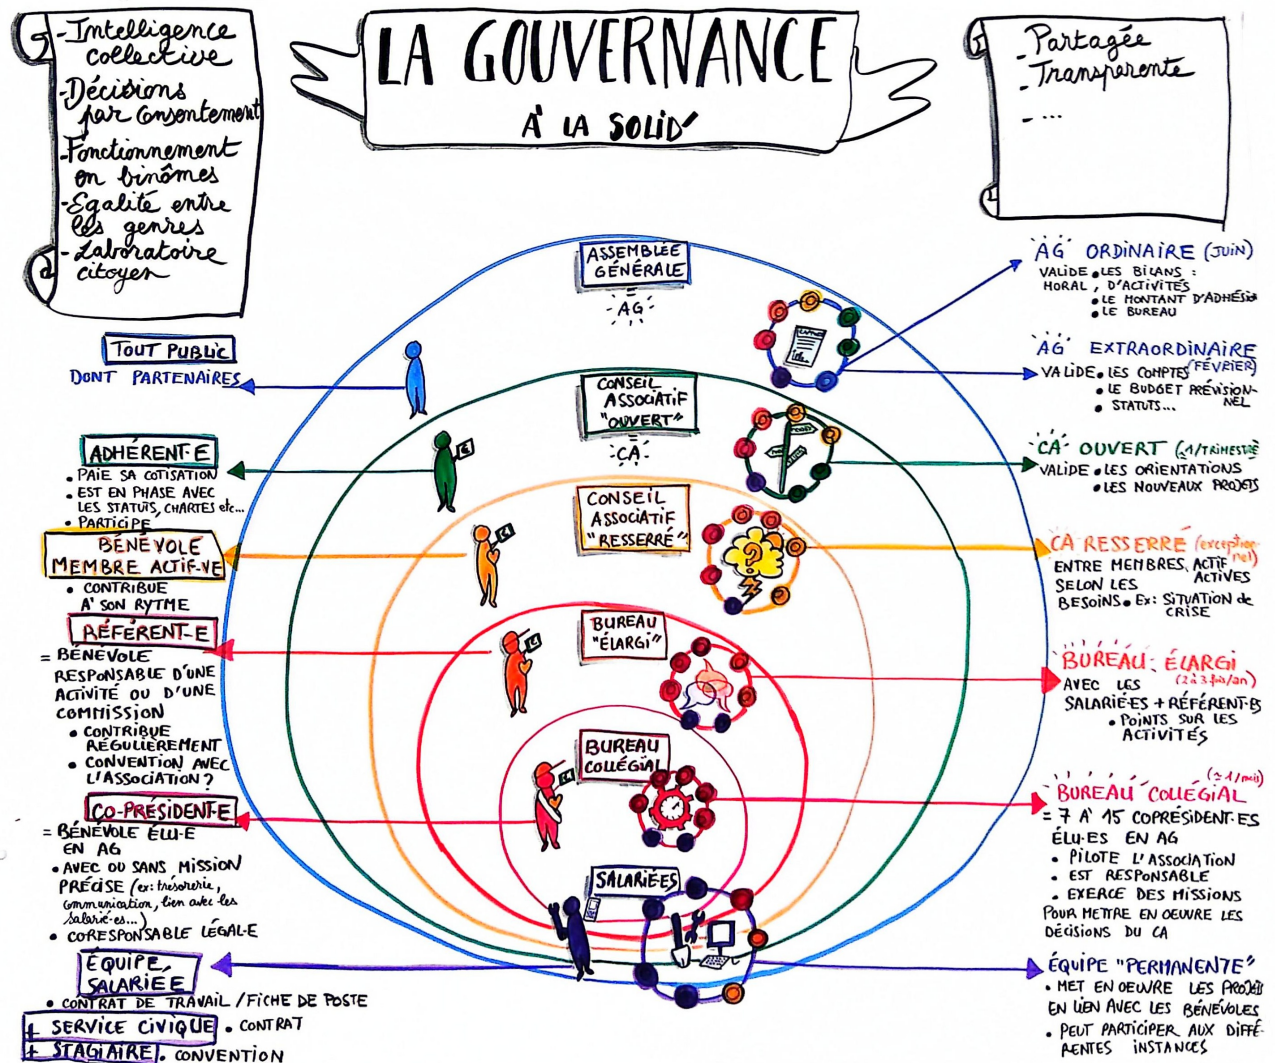 LA GOUVERNANCE
À LA SOLID'
- Intelligence
collective
- Décisions
par consentement
- Fonctionnement
en binômes
- Egalité entre
les genres
- Laboratoire
citoyen
- Partagée
- Transparente
- ...
ASSEMBLÉE
GÉNÉRALE
- AG -
CONSEIL
ASSOCIATIF
"OUVERT"
- CA -
CONSEIL
ASSOCIATIF
"RESSERRÉ"
BUREAU
"ÉLARGI"
BUREAU
COLLÉGIAL
SALARIÉ·ES
TOUT PUBLIC
DONT PARTENAIRES
ADHÉRENT·E
• PAIE SA COTISATION
• EST EN PHASE AVEC
LES STATUTS, CHARTES etc...
• PARTICIPE
BÉNÉVOLE
MEMBRE ACTIF·VE
• CONTRIBUE
À SON RYTME
RÉFÉRENT·E
= BÉNÉVOLE
RESPONSABLE D'UNE
ACTIVITÉ OU D'UNE
COMMISSION
• CONTRIBUE
RÉGULIÈREMENT
• CONVENTION AVEC
L'ASSOCIATION ?
CO-PRÉSIDENT·E
= BÉNÉVOLE ÉLU·E
EN AG
• AVEC OU SANS MISSION
PRÉCISE (ex: trésorerie,
communication, lien avec les
salarié·es...)
• CORESPONSABLE LÉGAL·E
ÉQUIPE
SALARIÉE
• CONTRAT DE TRAVAIL / FICHE DE POSTE
+ SERVICE CIVIQUE • CONTRAT
+ STAGIAIRE • CONVENTION
AG ORDINAIRE (JUIN)
VALIDE • LES BILANS :
MORAL, D'ACTIVITÉS
• LE MONTANT D'ADHÉSION
• LE BUREAU
AG EXTRAORDINAIRE
(FÉVRIER)
VALIDE • LES COMPTES
• LE BUDGET PRÉVISION-
NEL
• STATUTS...
CA OUVERT (≃1/TRIMESTRE)
VALIDE • LES ORIENTATIONS
• LES NOUVEAUX PROJETS
CA RESSERRÉ (exception-
nel)
ENTRE MEMBRES ACTIF
ACTIVES
SELON LES
BESOINS • Ex: SITUATION de
CRISE
BUREAU ÉLARGI
(2 à 3 fois/an)
AVEC LES
SALARIÉ·ES + RÉFÉRENT·ES
• POINTS SUR LES
ACTIVITÉS
(≃ 1/mois)
BUREAU COLLÉGIAL
= 7 À 15 COPRÉSIDENT·ES
ÉLU·ES EN AG
• PILOTE L'ASSOCIATION
• EST RESPONSABLE
• EXERCE DES MISSIONS
POUR METTRE EN OEUVRE LES
DÉCISIONS DU CA
ÉQUIPE "PERMANENTE"
• MET EN OEUVRE LES PROJETS
EN LIEN AVEC LES BÉNÉVOLES
• PEUT PARTICIPER AUX DIFFÉ-
RENTES INSTANCES